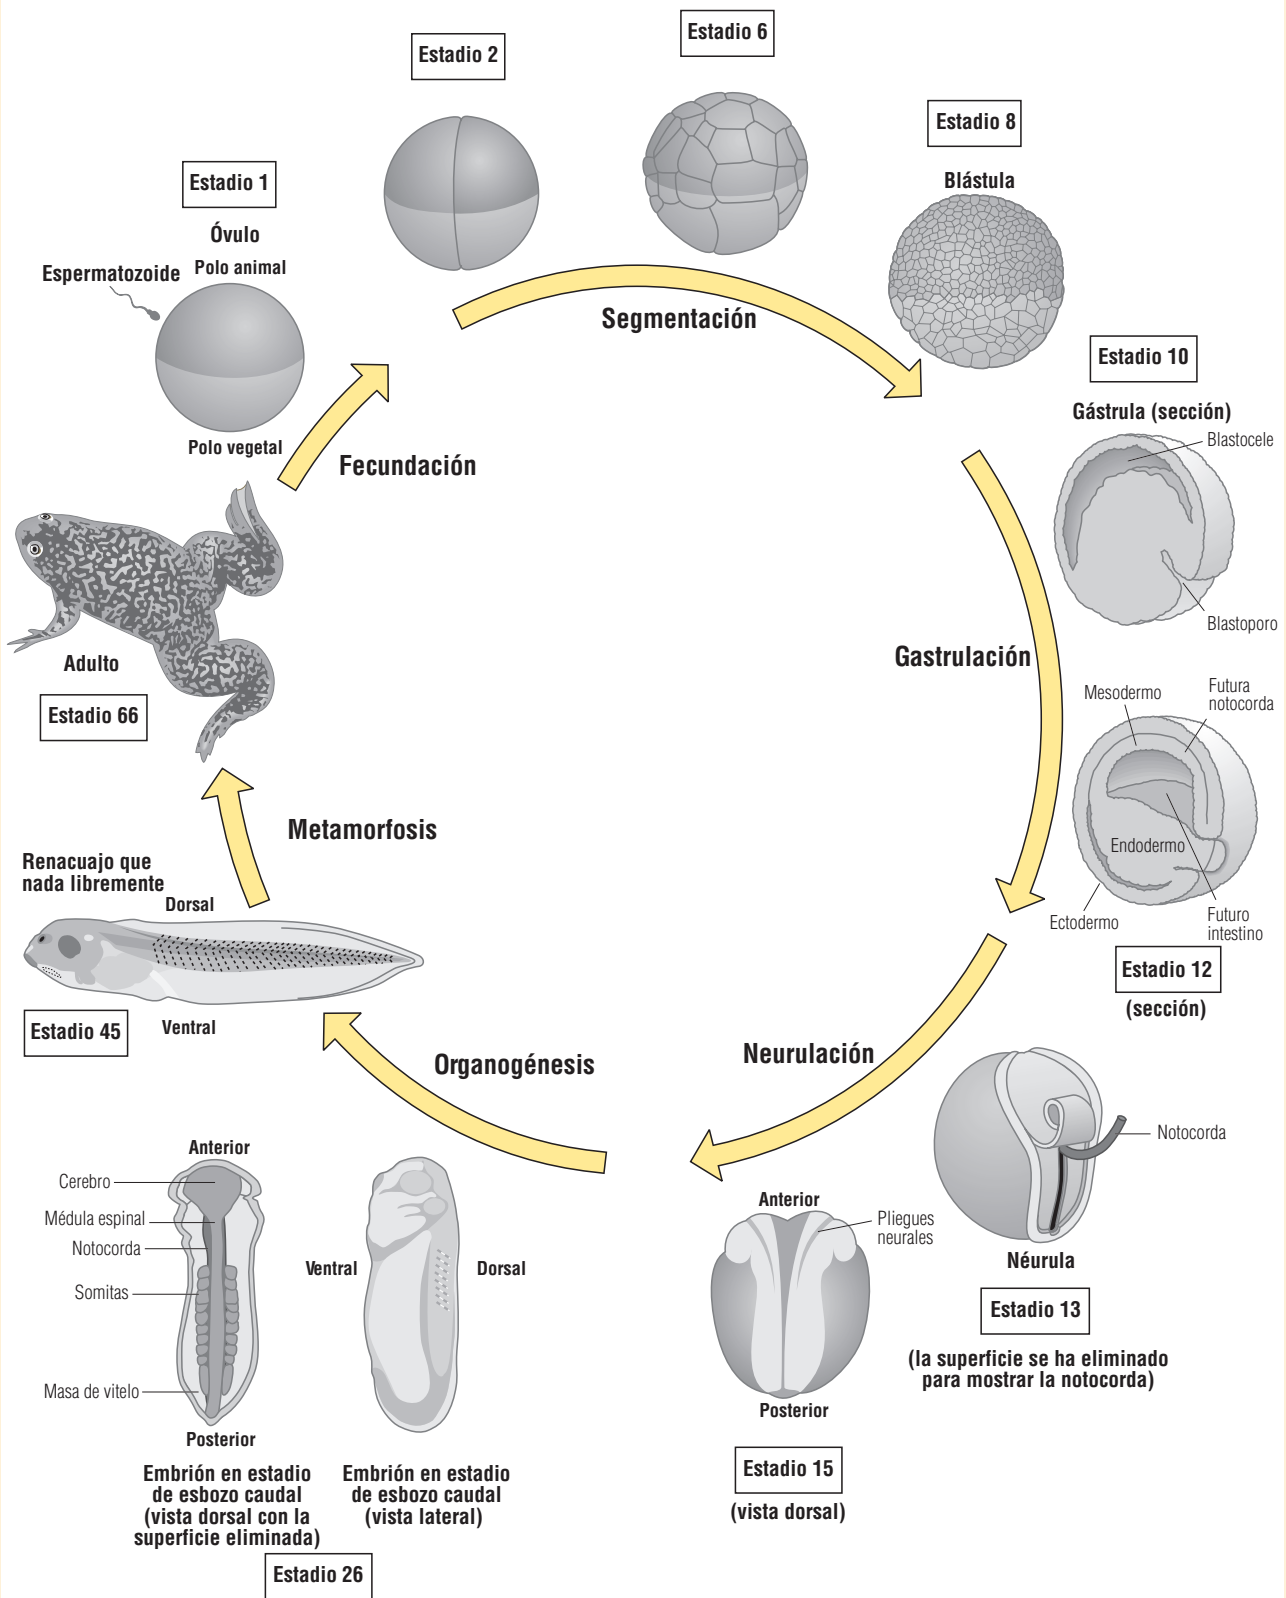 Estadio 1
Óvulo
Polo animal
Espermatozoide
Polo vegetal
Fecundación
Estadio 2
Estadio 6
Segmentación
Estadio 8
Blástula
Estadio 10
Gástrula (sección)
Blastocele
Blastoporo
Gastrulación
Mesodermo
Futura
notocorda
Endodermo
Ectodermo
Futuro
intestino
Estadio 12
(sección)
Neurulación
Notocorda
Néurula
Estadio 13
(la superficie se ha eliminado
para mostrar la notocorda)
Anterior
Pliegues
neurales
Posterior
Estadio 15
(vista dorsal)
Organogénesis
Ventral
Dorsal
Embrión en estadio
de esbozo caudal
(vista lateral)
Anterior
Cerebro
Médula espinal
Notocorda
Somitas
Masa de vitelo
Posterior
Embrión en estadio
de esbozo caudal
(vista dorsal con la
superficie eliminada)
Estadio 26
Renacuajo que
nada libremente
Dorsal
Ventral
Estadio 45
Metamorfosis
Adulto
Estadio 66